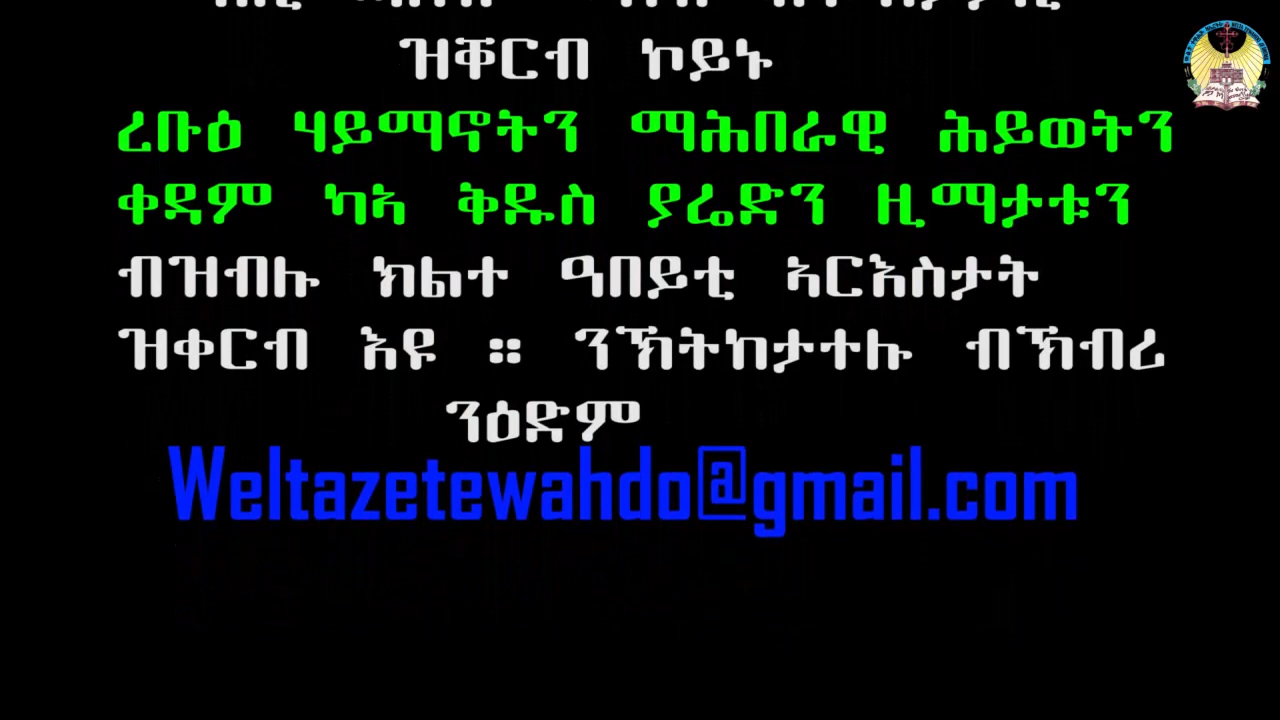 ዝቐርብ ኮይኑ
ረቡዕ ሃይማኖትን ማሕበራዊ ሕይወትን
ቀዳም ካኣ ቅዱስ ያሬድን ዚማታቱን
ብዝብሉ ክልተ ዓበይቲ ኣርእስታት
ዝቀርብ እዩ ። ንኽትከታተሉ ብኽብሪ
ንዕድም
Weltazetewahdo@gmail.com